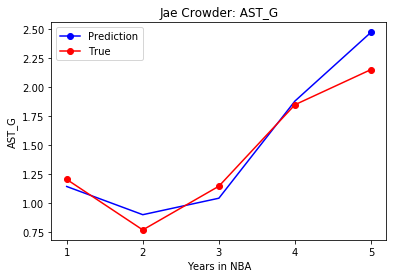 Jae Crowder: AST_G
Prediction
True
2.50
2.25
2.00
1.75
1.50
1.25
1.00
0.75
AST_G
1 2 3 4 5
Years in NBA